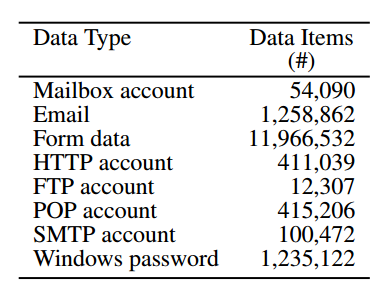 Data Type Data Items
(#)
Mailbox account 54,090
Email 1,258,862
Form data 11,966,532
HTTP account 411,039
FTP account 12,307
POP account 415,206
SMTP account 100,472
Windows password 1,235,122